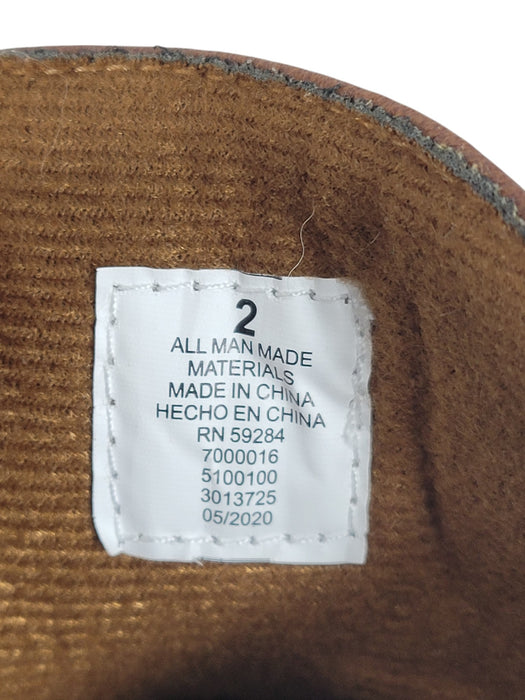 2
ALL MAN MADE
MATERIALS
MADE IN CHINA
HECHO EN CHINA
RN 59284
7000016
5100100
3013725
05/2020